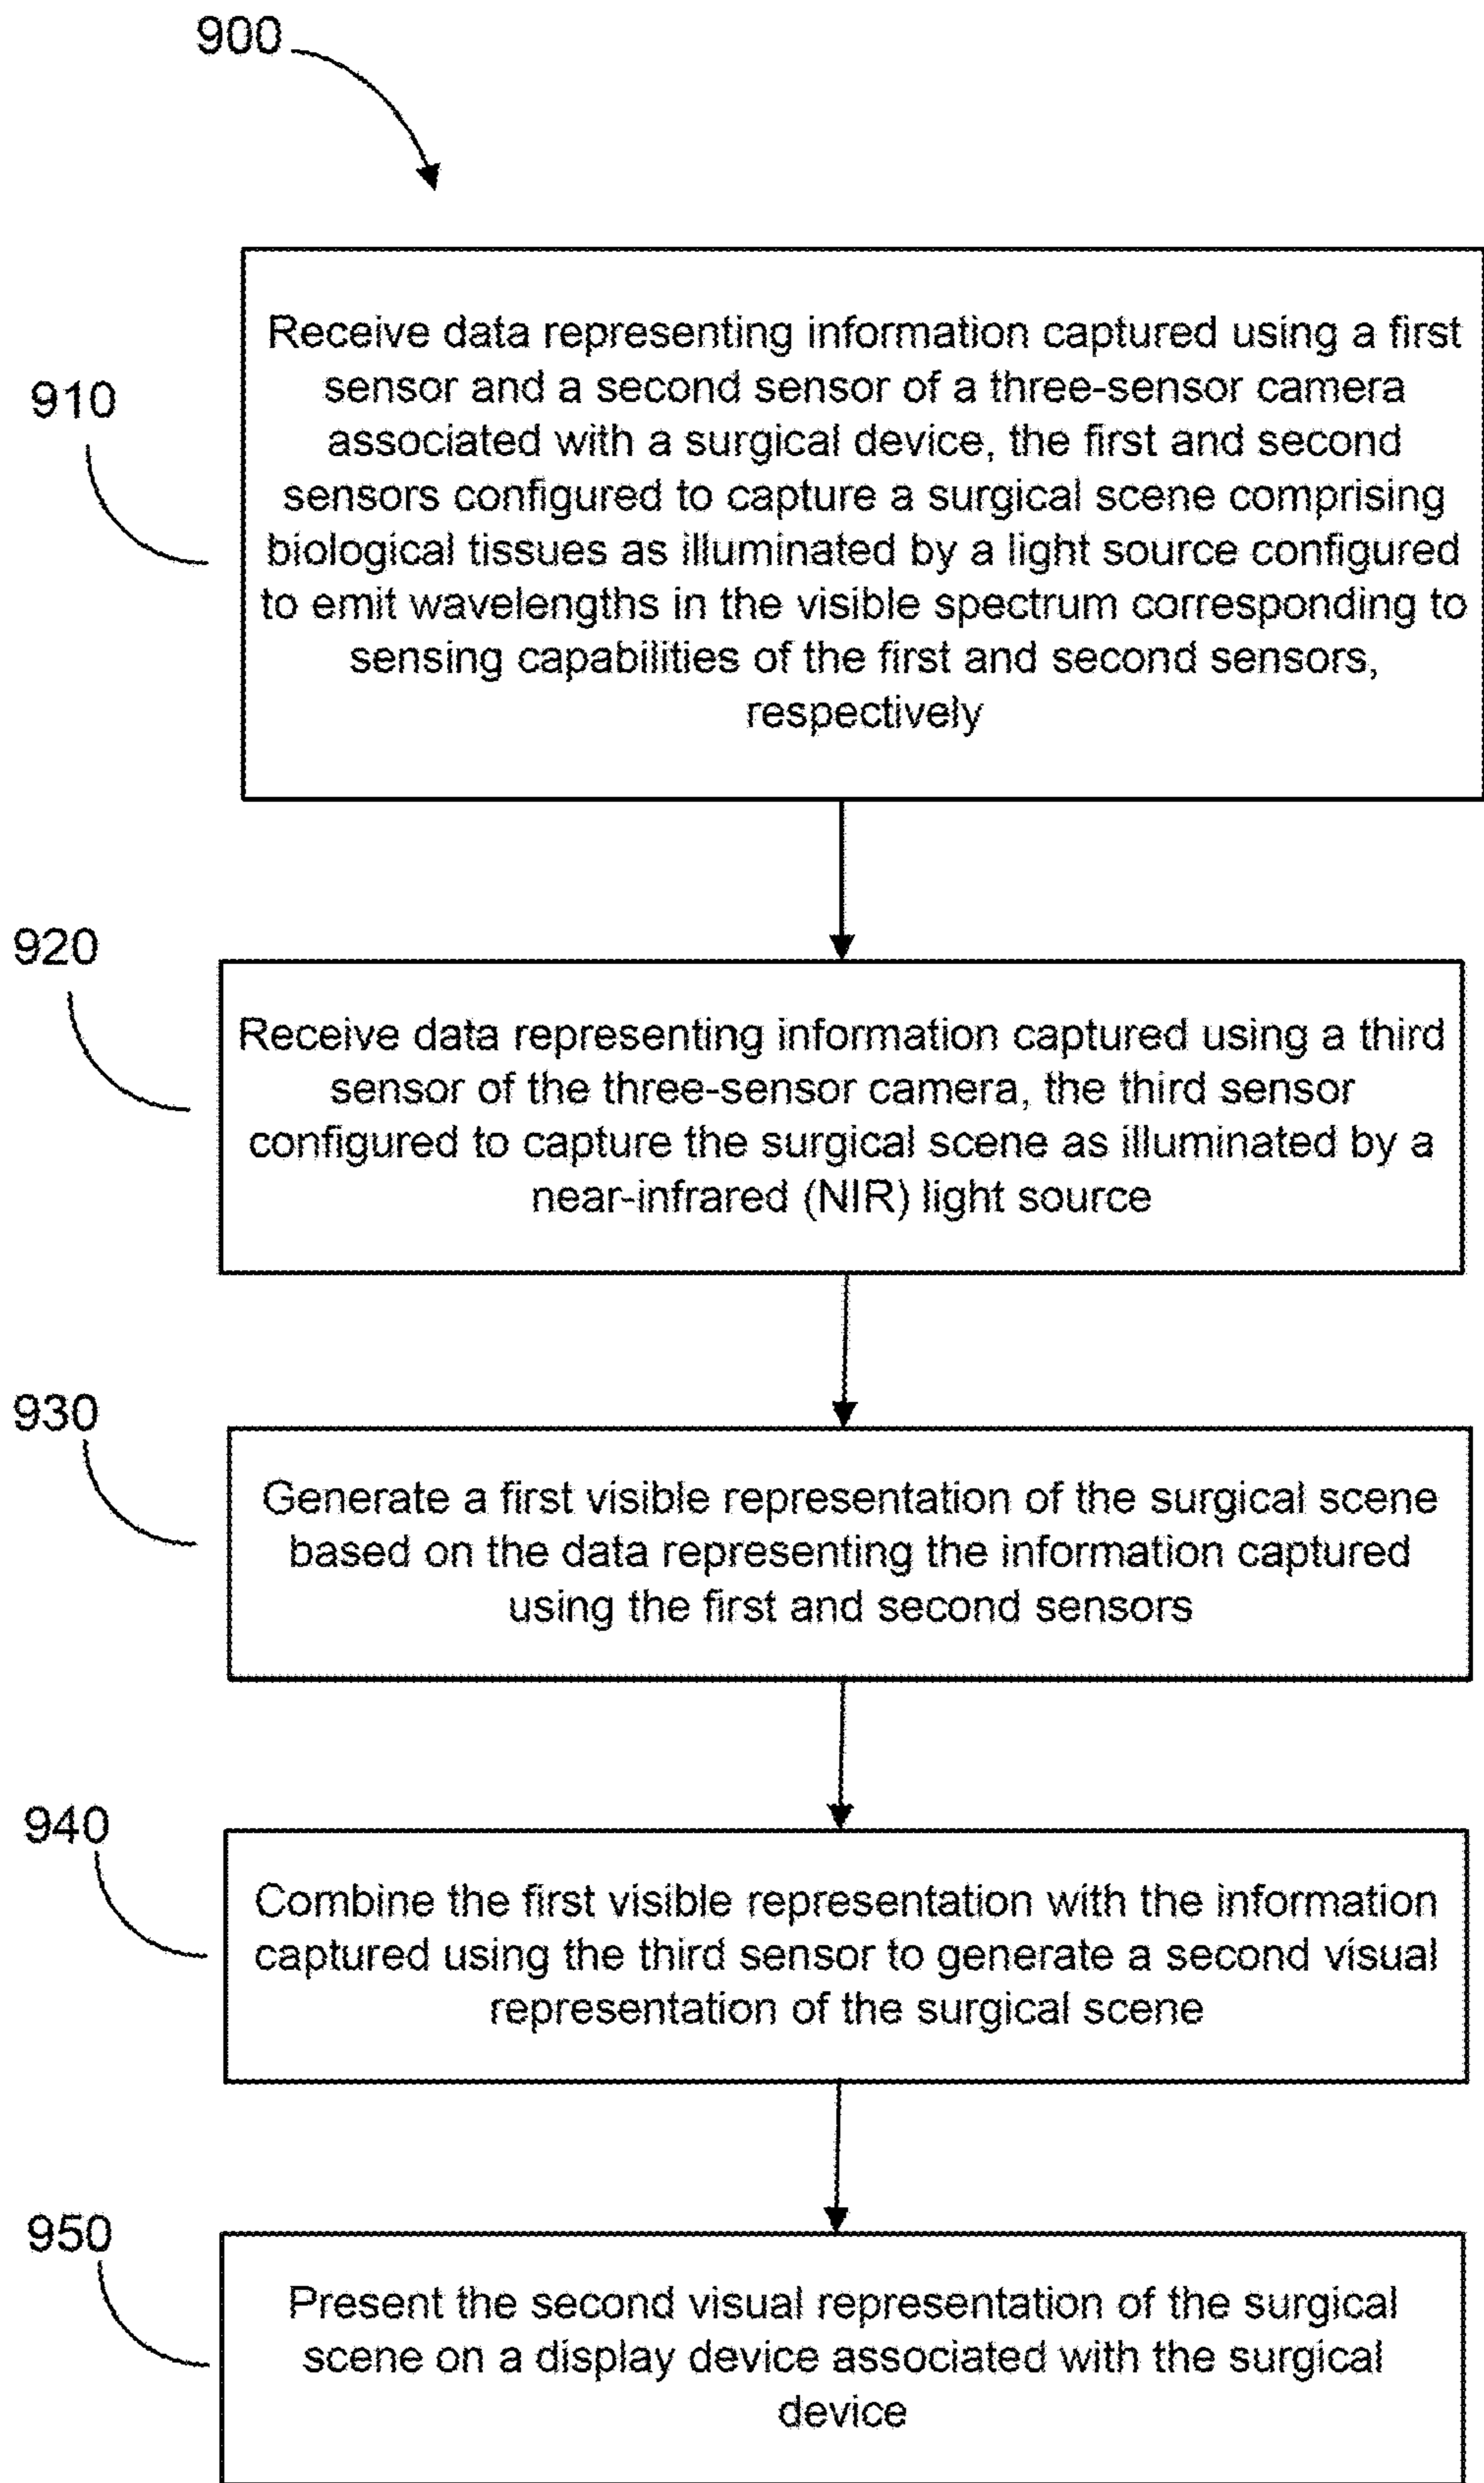 900
910
Receive data representing information captured using a first
sensor and a second sensor of a three-sensor camera
associated with a surgical device, the first and second
sensors configured to capture a surgical scene comprising
biological tissues as illuminated by a light source configured
to emit wavelengths in the visible spectrum corresponding to
sensing capabilities of the first and second sensors,
respectively
920
Receive data representing information captured using a third
sensor of the three-sensor camera, the third sensor
configured to capture the surgical scene as illuminated by a
near-infrared (NIR) light source
930
Generate a first visible representation of the surgical scene
based on the data representing the information captured
using the first and second sensors
940
Combine the first visible representation with the information
captured using the third sensor to generate a second visual
representation of the surgical scene
950
Present the second visual representation of the surgical
scene on a display device associated with the surgical
device